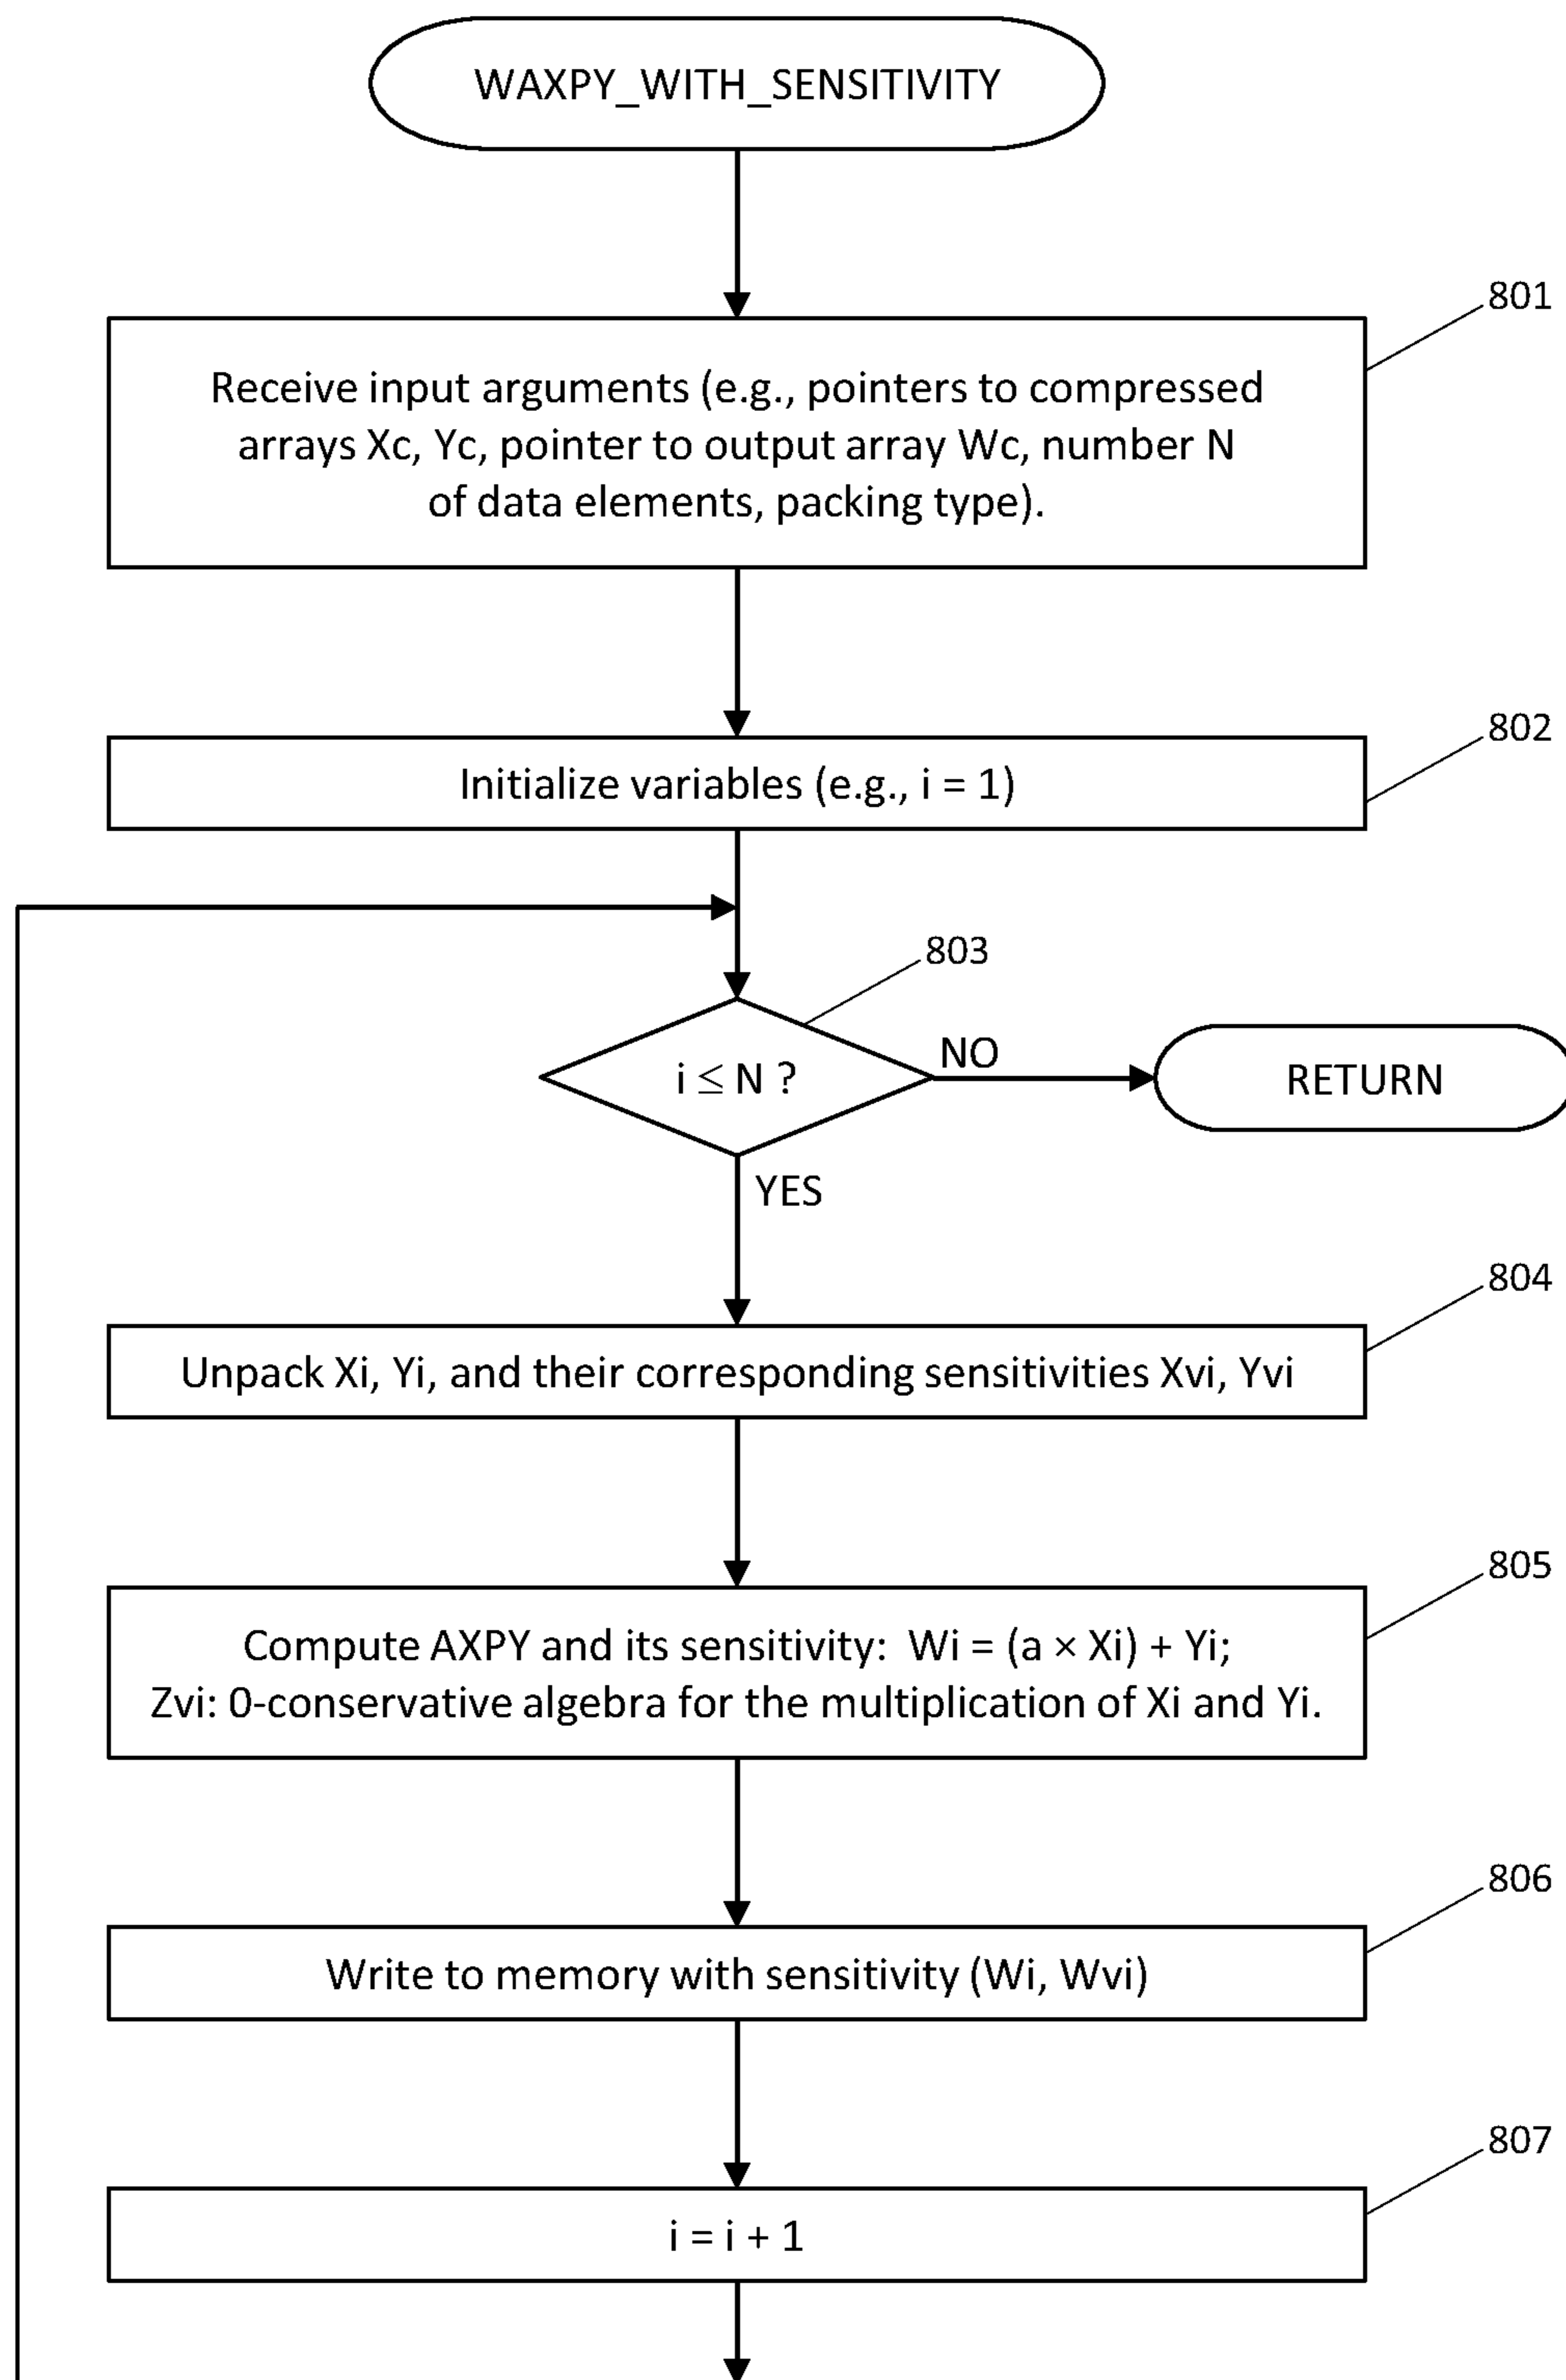 WAXPY_WITH_SENSITIVITY
801
Receive input arguments (e.g., pointers to compressed
arrays Xc, Yc, pointer to output array Wc, number N
of data elements, packing type).
802
Initialize variables (e.g., i = 1)
803
i ≤ N ?
NO
RETURN
YES
804
Unpack Xi, Yi, and their corresponding sensitivities Xvi, Yvi
805
Compute AXPY and its sensitivity: Wi = (a × Xi) + Yi;
Zvi: 0-conservative algebra for the multiplication of Xi and Yi.
806
Write to memory with sensitivity (Wi, Wvi)
807
i = i + 1